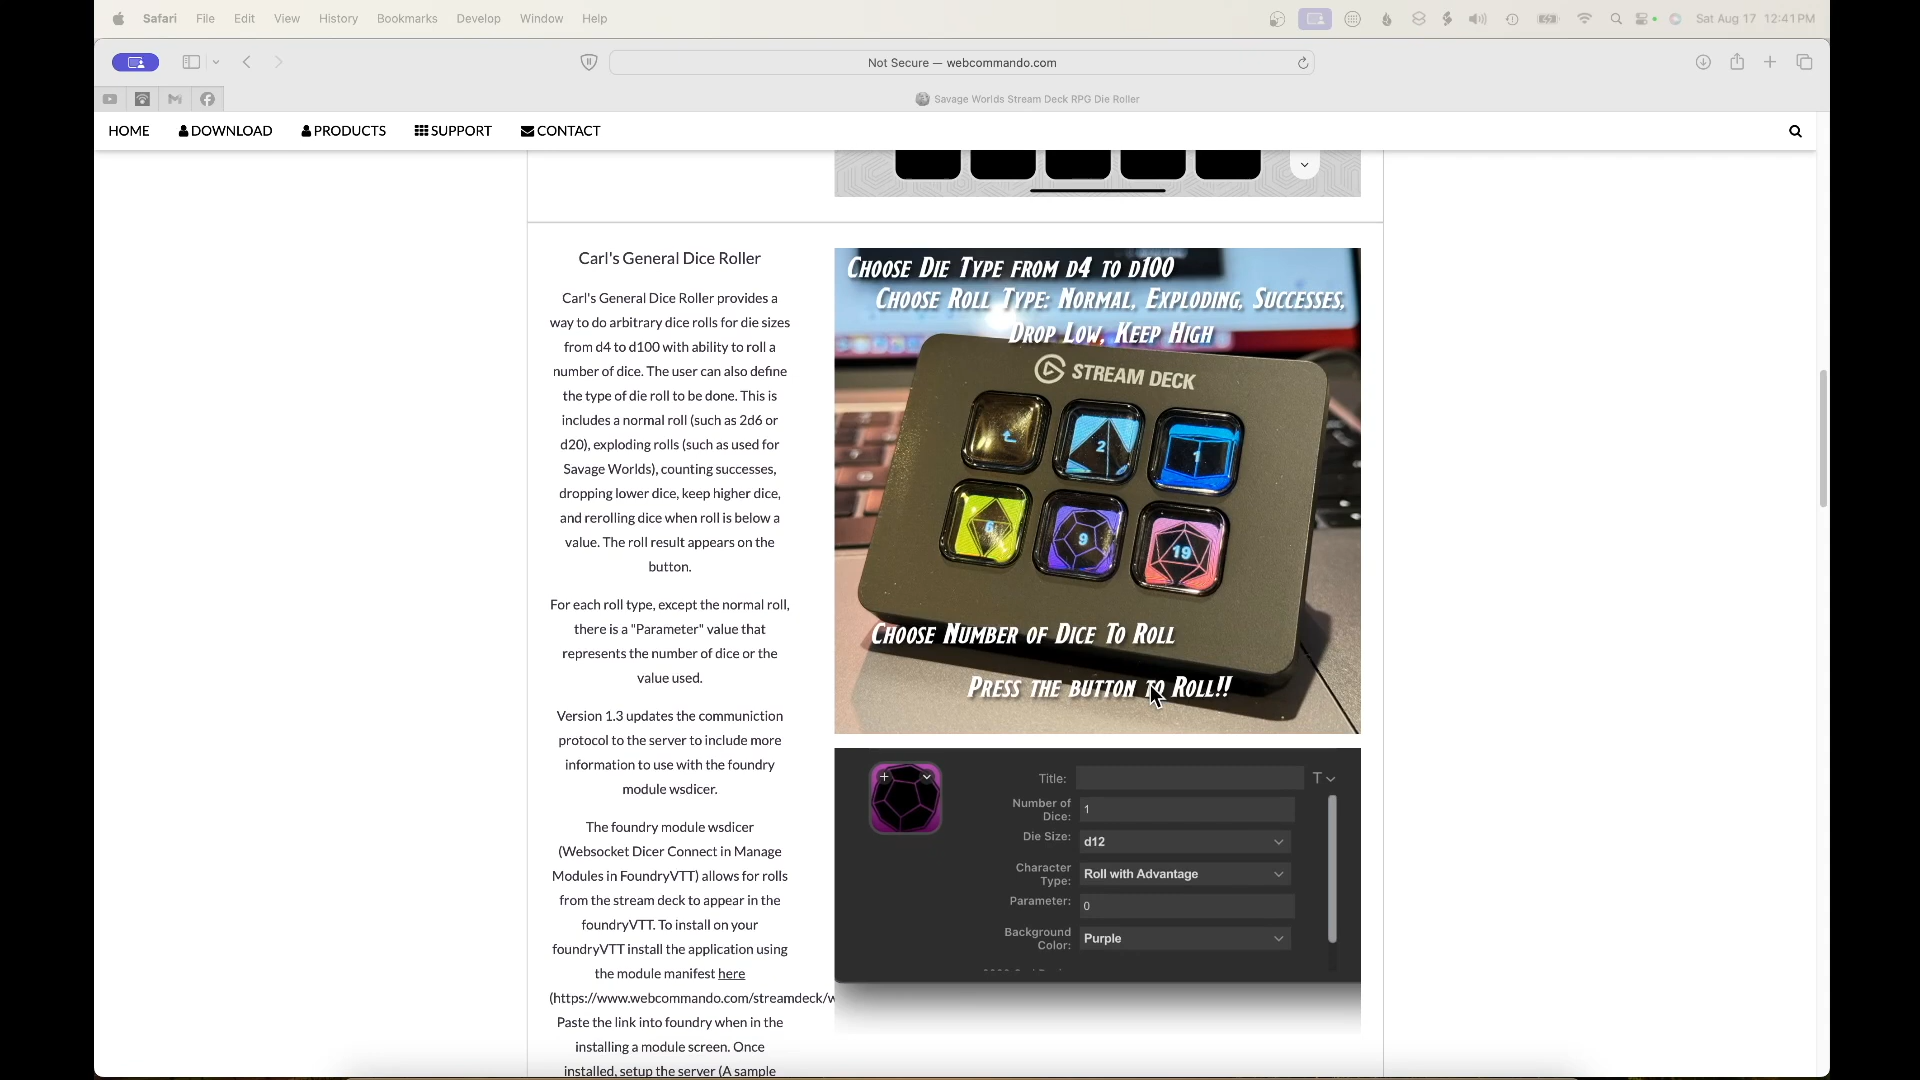 Safari File Edit View History Bookmarks Develop Window Help
Sat Aug 17 12:41 PM
Not Secure — webcommando.com
Savage Worlds Stream Deck RPG Die Roller
HOME DOWNLOAD PRODUCTS SUPPORT CONTACT
Carl's General Dice Roller
Carl's General Dice Roller provides a
way to do arbitrary dice rolls for die sizes
from d4 to d100 with ability to roll a
number of dice. The user can also define
the type of die roll to be done. This is
includes a normal roll (such as 2d6 or
d20), exploding rolls (such as used for
Savage Worlds), counting successes,
dropping lower dice, keep higher dice,
and rerolling dice when roll is below a
value. The roll result appears on the
button.
For each roll type, except the normal roll,
there is a "Parameter" value that
represents the number of dice or the
value used.
Version 1.3 updates the communiction
protocol to the server to include more
information to use with the foundry
module wsdicer.
The foundry module wsdicer
(Websocket Dicer Connect in Manage
Modules in FoundryVTT) allows for rolls
from the stream deck to appear in the
foundryVTT. To install on your
foundryVTT install the application using
the module manifest here
(https://www.webcommando.com/streamdeck/w
Paste the link into foundry when in the
installing a module screen. Once
installed, setup the server (A sample
Choose Die Type from d4 to d100
Choose Roll Type: Normal, Exploding, Successes,
Drop Low, Keep High
STREAM DECK
2 1
6 9 19
Choose Number of Dice To Roll
Press the button to Roll!!
Title: T
Number of
Dice: 1
Die Size: d12
Character
Type: Roll with Advantage
Parameter: 0
Background
Color: Purple